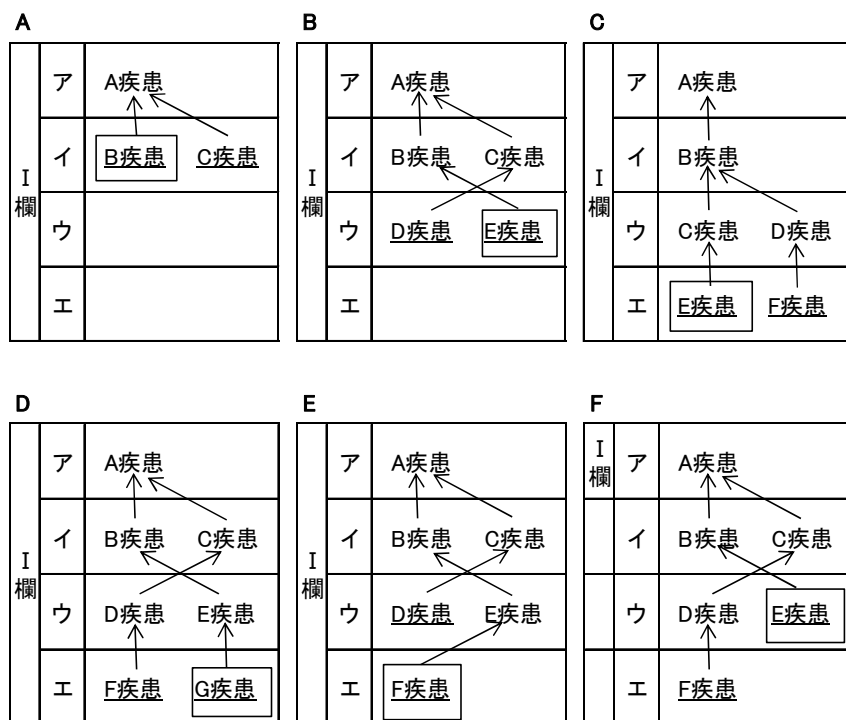 A
I欄
ア A疾患
イ B疾患 C疾患
ウ
エ
B
I欄
ア A疾患
イ B疾患 C疾患
ウ D疾患 E疾患
エ
C
I欄
ア A疾患
イ B疾患
ウ C疾患 D疾患
エ E疾患 F疾患
D
I欄
ア A疾患
イ B疾患 C疾患
ウ D疾患 E疾患
エ F疾患 G疾患
E
I欄
ア A疾患
イ B疾患 C疾患
ウ D疾患 E疾患
エ F疾患
F
I欄
ア A疾患
イ B疾患 C疾患
ウ D疾患 E疾患
エ F疾患